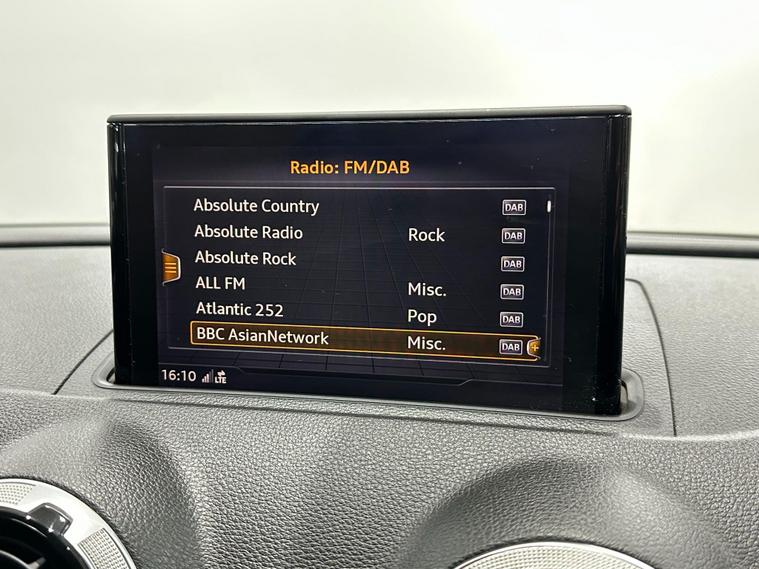 Radio: FM/DAB
Absolute Country DAB
Absolute Radio Rock DAB
Absolute Rock DAB
ALL FM Misc. DAB
Atlantic 252 Pop DAB
BBC AsianNetwork Misc. DAB
16:10 LTE